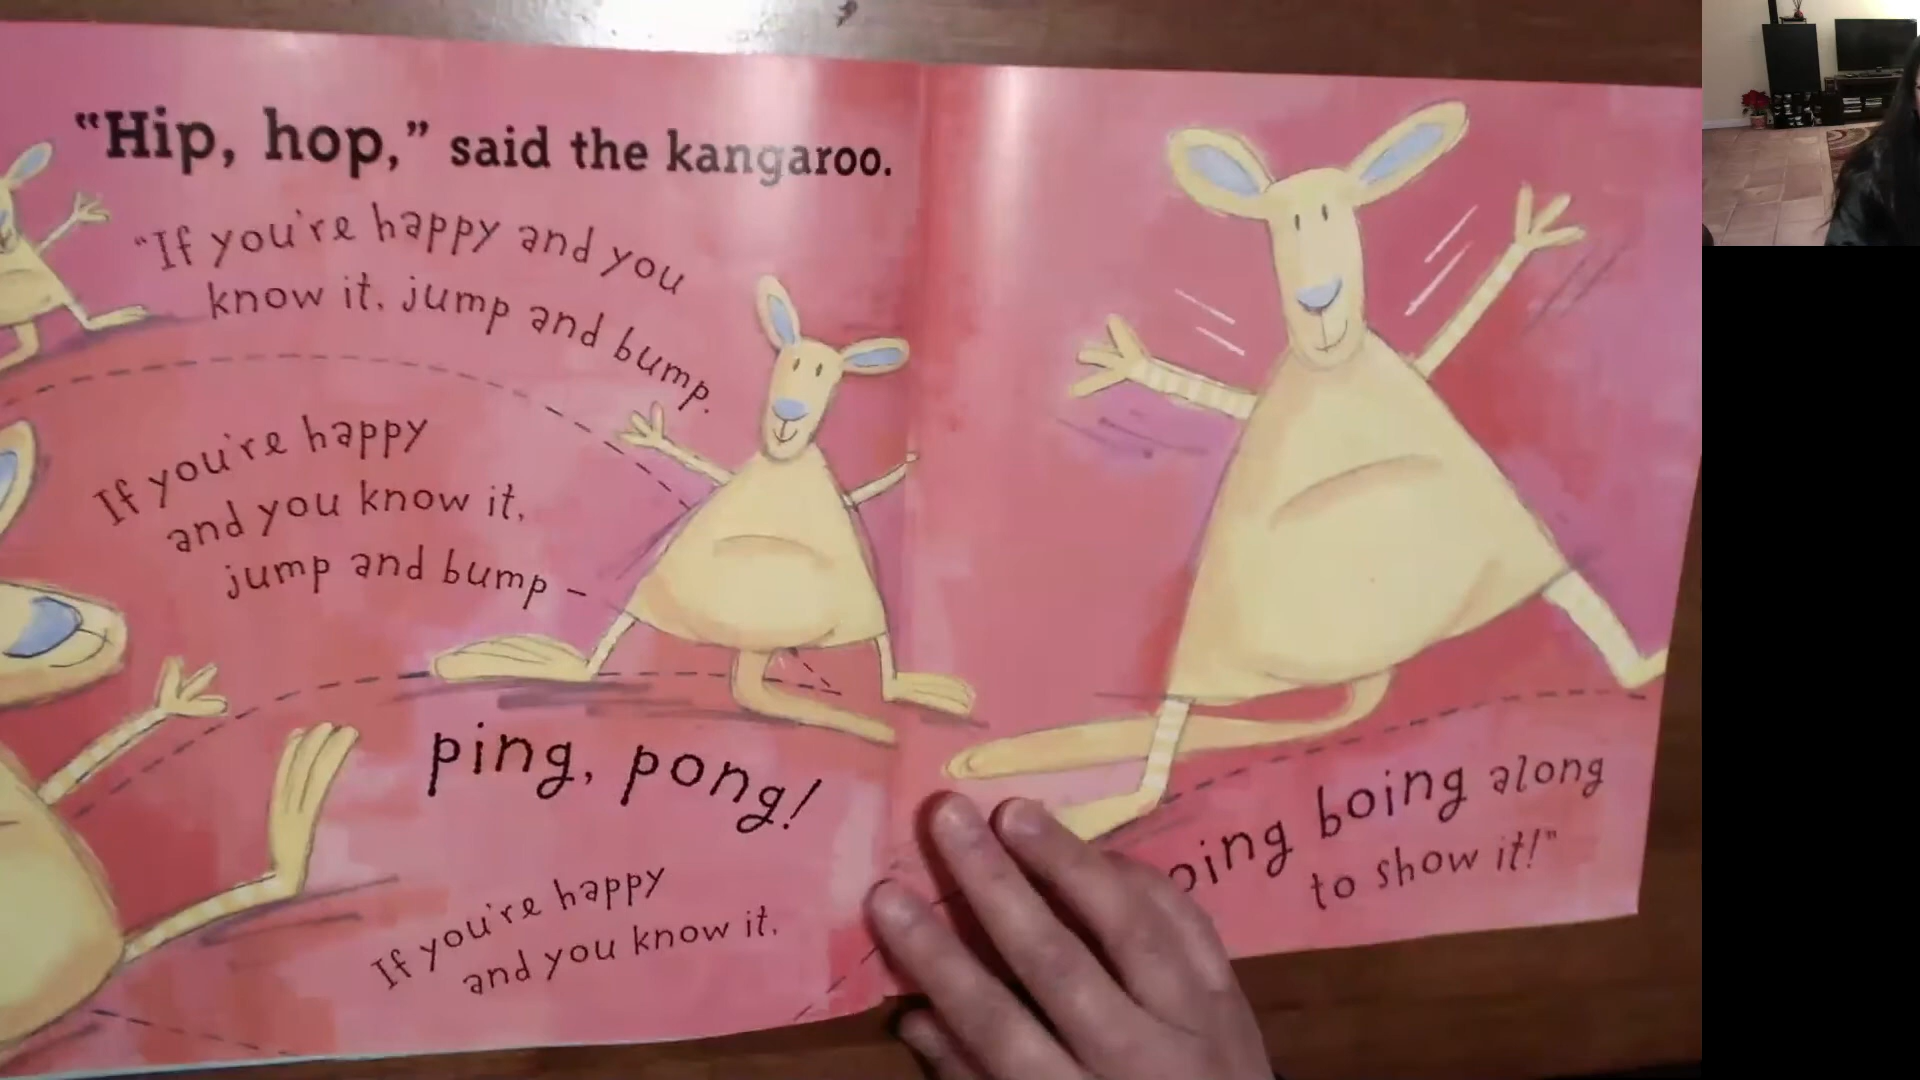 "Hip, hop," said the kangaroo.
"If you're happy and you
know it, jump and bump.
If you're happy
and you know it,
jump and bump –
ping, pong!
If you're happy
and you know it,
boing along
to show it!"